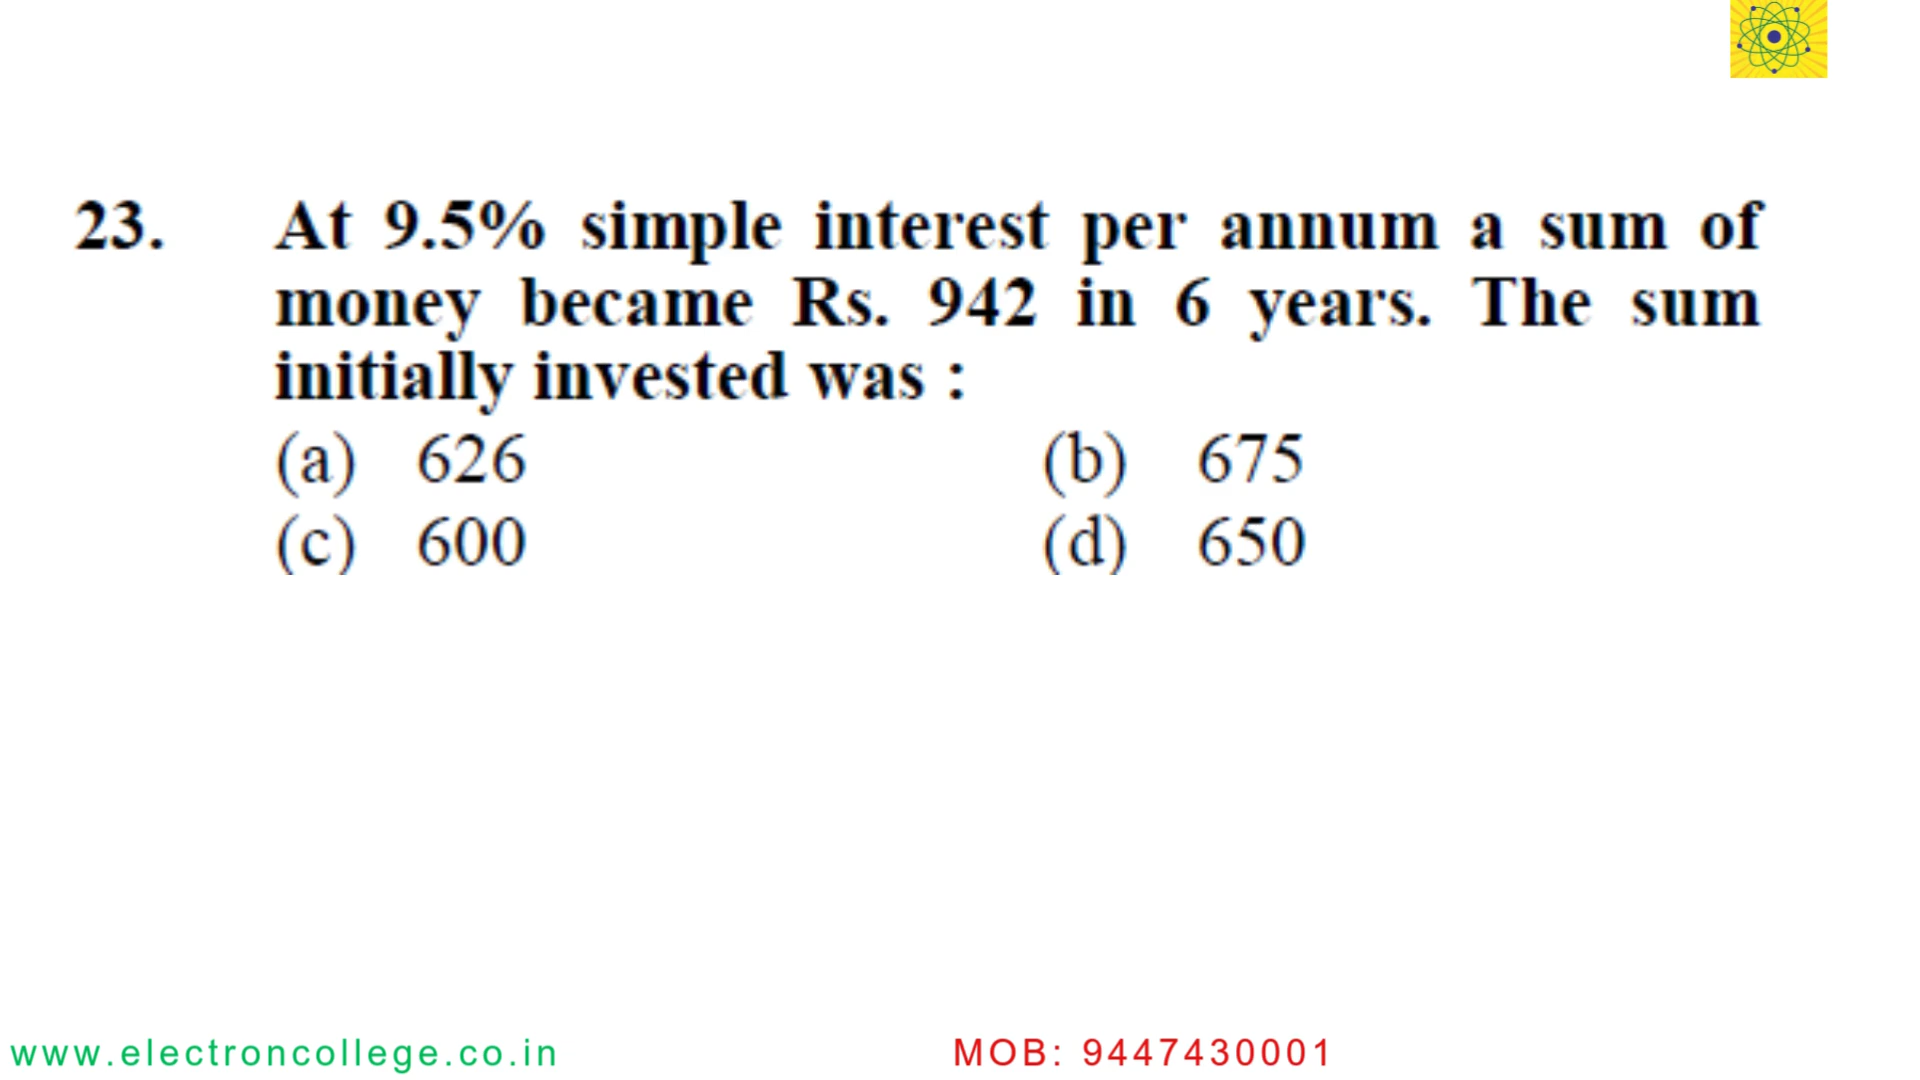 23. At 9.5% simple interest per annum a sum of
money became Rs. 942 in 6 years. The sum
initially invested was :
(a) 626 (b) 675
(c) 600 (d) 650
www.electroncollege.co.in MOB: 9447430001